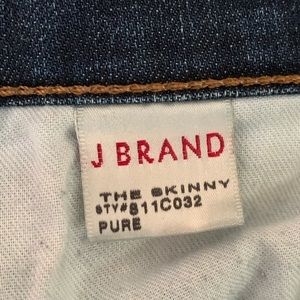 J BRAND
THE SKINNY
STY#811C032
PURE